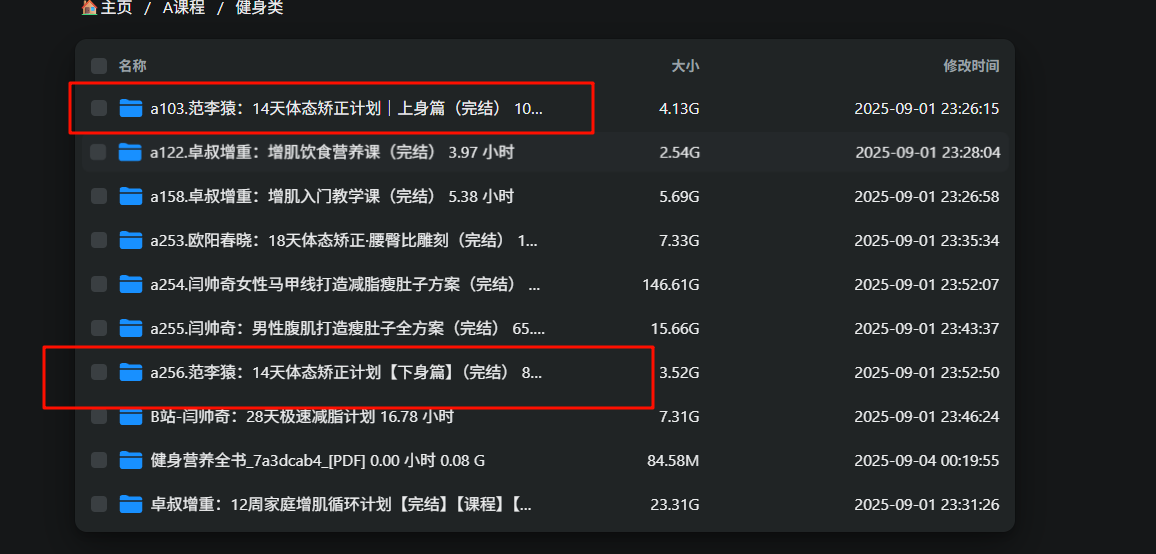 🏠主页 / A课程 / 健身类
名称 大小 修改时间
a103.范李猿：14天体态矫正计划｜上身篇（完结） 10... 4.13G 2025-09-01 23:26:15
a122.卓叔增重：增肌饮食营养课（完结） 3.97 小时 2.54G 2025-09-01 23:28:04
a158.卓叔增重：增肌入门教学课（完结） 5.38 小时 5.69G 2025-09-01 23:26:58
a253.欧阳春晓：18天体态矫正·腰臀比雕刻（完结） 1... 7.33G 2025-09-01 23:35:34
a254.闫帅奇女性马甲线打造减脂瘦肚子方案（完结） ... 146.61G 2025-09-01 23:52:07
a255.闫帅奇：男性腹肌打造瘦肚子全方案（完结） 65.... 15.66G 2025-09-01 23:43:37
a256.范李猿：14天体态矫正计划【下身篇】（完结） 8... 3.52G 2025-09-01 23:52:50
B站-闫帅奇：28天极速减脂计划 16.78 小时 7.31G 2025-09-01 23:46:24
健身营养全书_7a3dcab4_[PDF] 0.00 小时 0.08 G 84.58M 2025-09-04 00:19:55
卓叔增重：12周家庭增肌循环计划【完结】【课程】【... 23.31G 2025-09-01 23:31:26